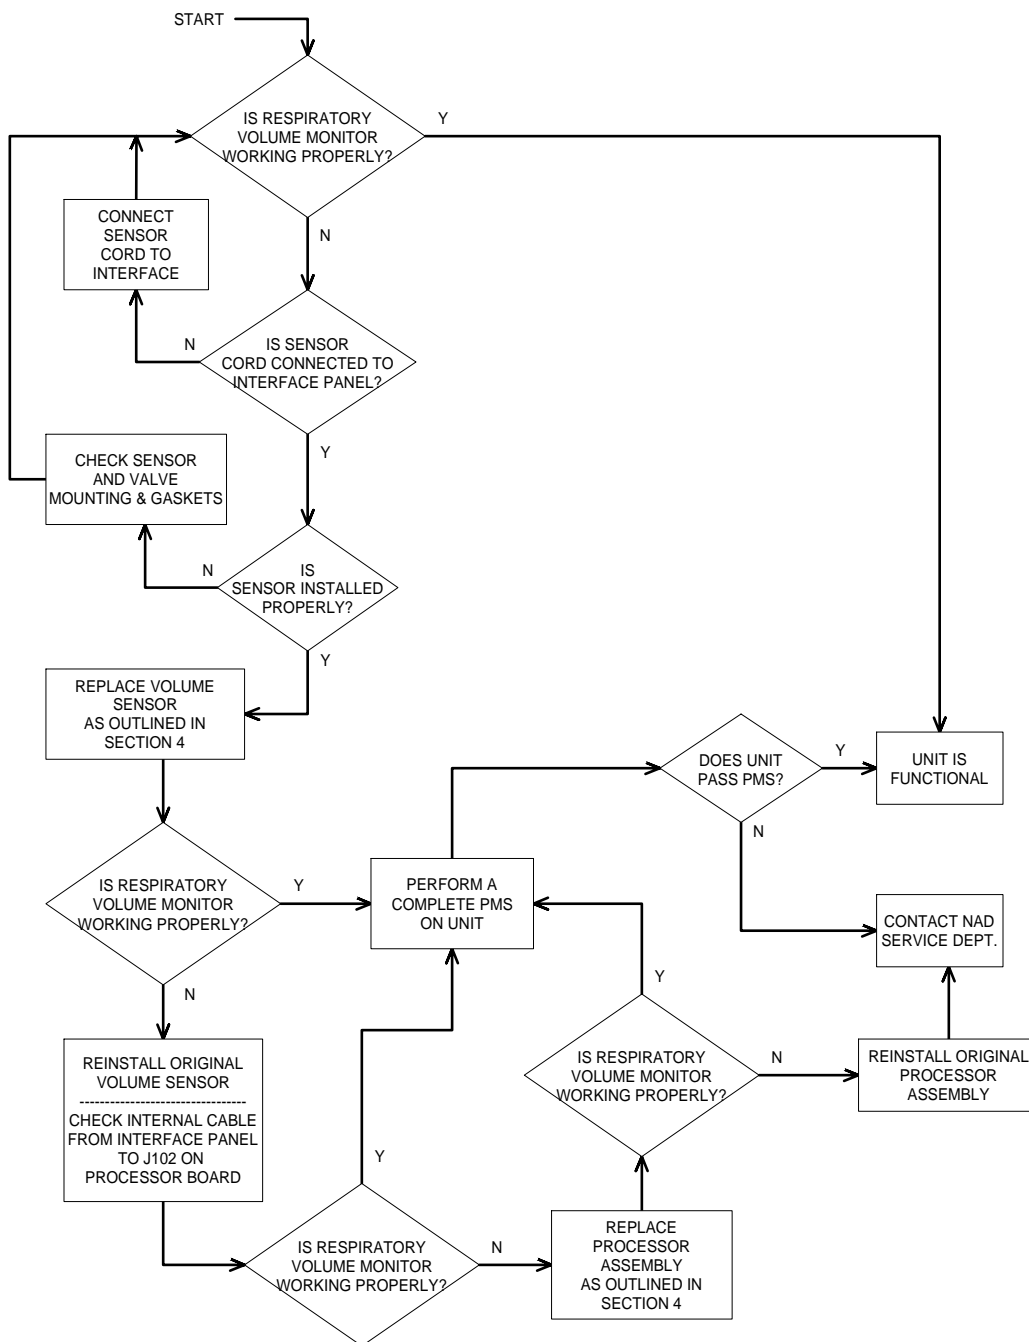 START
IS RESPIRATORY
VOLUME MONITOR
WORKING PROPERLY?
Y
N
CONNECT
SENSOR
CORD TO
INTERFACE
IS SENSOR
CORD CONNECTED TO
INTERFACE PANEL?
N
Y
CHECK SENSOR
AND VALVE
MOUNTING & GASKETS
IS
SENSOR INSTALLED
PROPERLY?
N
Y
REPLACE VOLUME
SENSOR
AS OUTLINED IN
SECTION 4
DOES UNIT
PASS PMS?
Y
N
UNIT IS
FUNCTIONAL
IS RESPIRATORY
VOLUME MONITOR
WORKING PROPERLY?
Y
N
PERFORM A
COMPLETE PMS
ON UNIT
CONTACT NAD
SERVICE DEPT.
REINSTALL ORIGINAL
VOLUME SENSOR
--------------------------------
CHECK INTERNAL CABLE
FROM INTERFACE PANEL
TO J102 ON
PROCESSOR BOARD
Y
IS RESPIRATORY
VOLUME MONITOR
WORKING PROPERLY?
N
REINSTALL ORIGINAL
PROCESSOR
ASSEMBLY
Y
IS RESPIRATORY
VOLUME MONITOR
WORKING PROPERLY?
N
REPLACE
PROCESSOR
ASSEMBLY
AS OUTLINED IN
SECTION 4